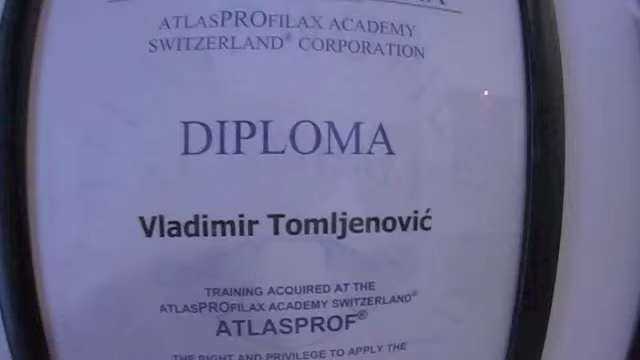 ATLASPROFILAX ACADEMY
SWITZERLAND® CORPORATION
DIPLOMA
Vladimir Tomljenović
TRAINING ACQUIRED AT THE
ATLASPROFILAX ACADEMY SWITZERLAND®
ATLASPROF®
THE RIGHT AND PRIVILEGE TO APPLY THE